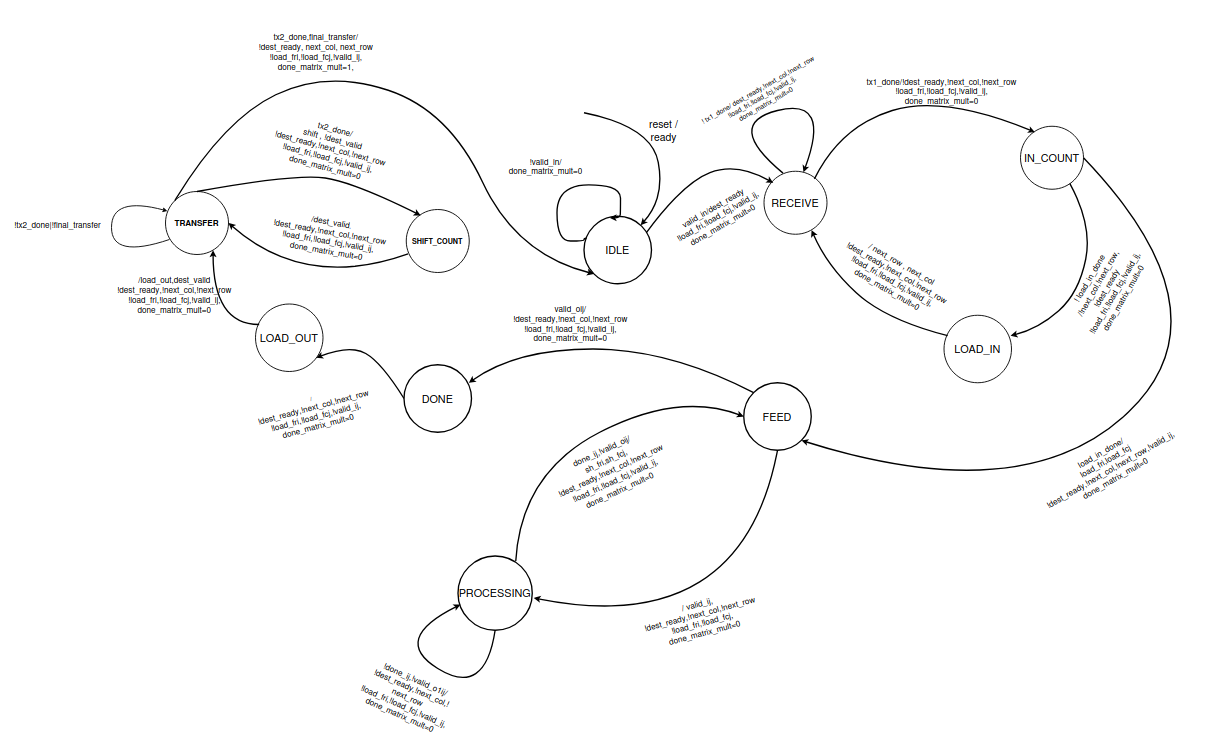 tx2_done,final_transfer/
!dest_ready, next_col, next_row
!load_fri,!load_fcj,!valid_ij,
done_matrix_mult=1,
tx2_done/
shift , !dest_valid
!dest_ready,!next_col,!next_row
!load_fri,!load_fcj,!valid_ij,
done_matrix_mult=0
!tx2_done|!final_transfer
TRANSFER
/dest_valid
!dest_ready,!next_col,!next_row
!load_fri,!load_fcj,!valid_ij,
done_matrix_mult=0
SHIFT_COUNT
!valid_in/
done_matrix_mult=0
reset /
ready
IDLE
valid_in/dest_ready
!load_fri,!load_fcj,!valid_ij,
done_matrix_mult=0
! tx1_done/ dest_ready,!next_col,!next_row
!load_fri,!load_fcj,!valid_ij,
done_matrix_mult=0
RECEIVE
tx1_done/!dest_ready,!next_col,!next_row
!load_fri,!load_fcj,!valid_ij,
done_matrix_mult=0
IN_COUNT
/ next_row , next_col
!dest_ready,!next_col,!next_row
!load_fri,!load_fcj,!valid_ij,
done_matrix_mult=0
! load_in_done
/!next_col,!next_row,
!dest_ready
!load_fri,!load_fcj,!valid_ij,
done_matrix_mult=0
LOAD_IN
/load_out,dest_valid
!dest_ready,!next_col,!next_row
!load_fri,!load_fcj,!valid_ij,
done_matrix_mult=0
LOAD_OUT
valid_oij/
!dest_ready,!next_col,!next_row
!load_fri,!load_fcj,!valid_ij,
done_matrix_mult=0
/
!dest_ready,!next_col,!next_row
!load_fri,!load_fcj,!valid_ij,
done_matrix_mult=0
DONE
FEED
load_in_done/
load_fri,load_fcj
!dest_ready,!next_col,!next_row,!valid_ij,
done_matrix_mult=0
done_ij,!valid_oij/
sh_fri,sh_fcj,
!dest_ready,!next_col,!next_row
!load_fri,!load_fcj,!valid_ij,
done_matrix_mult=0
PROCESSING
/ valid_ij,
!dest_ready,!next_col,!next_row
!load_fri,!load_fcj,
done_matrix_mult=0
!done_ij,!valid_o1ij/
!dest_ready,!next_col,!
next_row
!load_fri,!load_fcj,!valid_ij,
done_matrix_mult=0